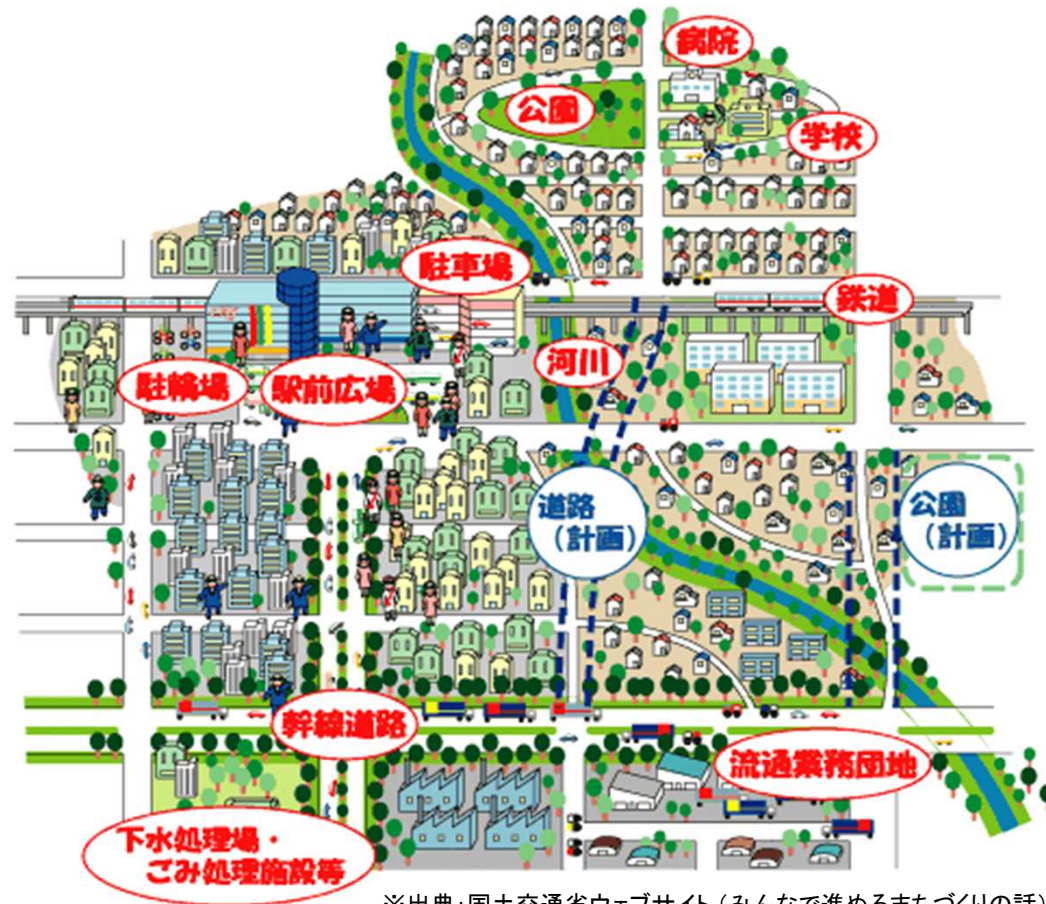 病院
公園
学校
駐車場
鉄道
河川
駐輪場
駅前広場
道路
(計画)
公園
(計画)
幹線道路
流通業務団地
下水処理場・
ごみ処理施設等
※出典:国土交通省ウェブサイト(みんなで進めるまちづくりの話)